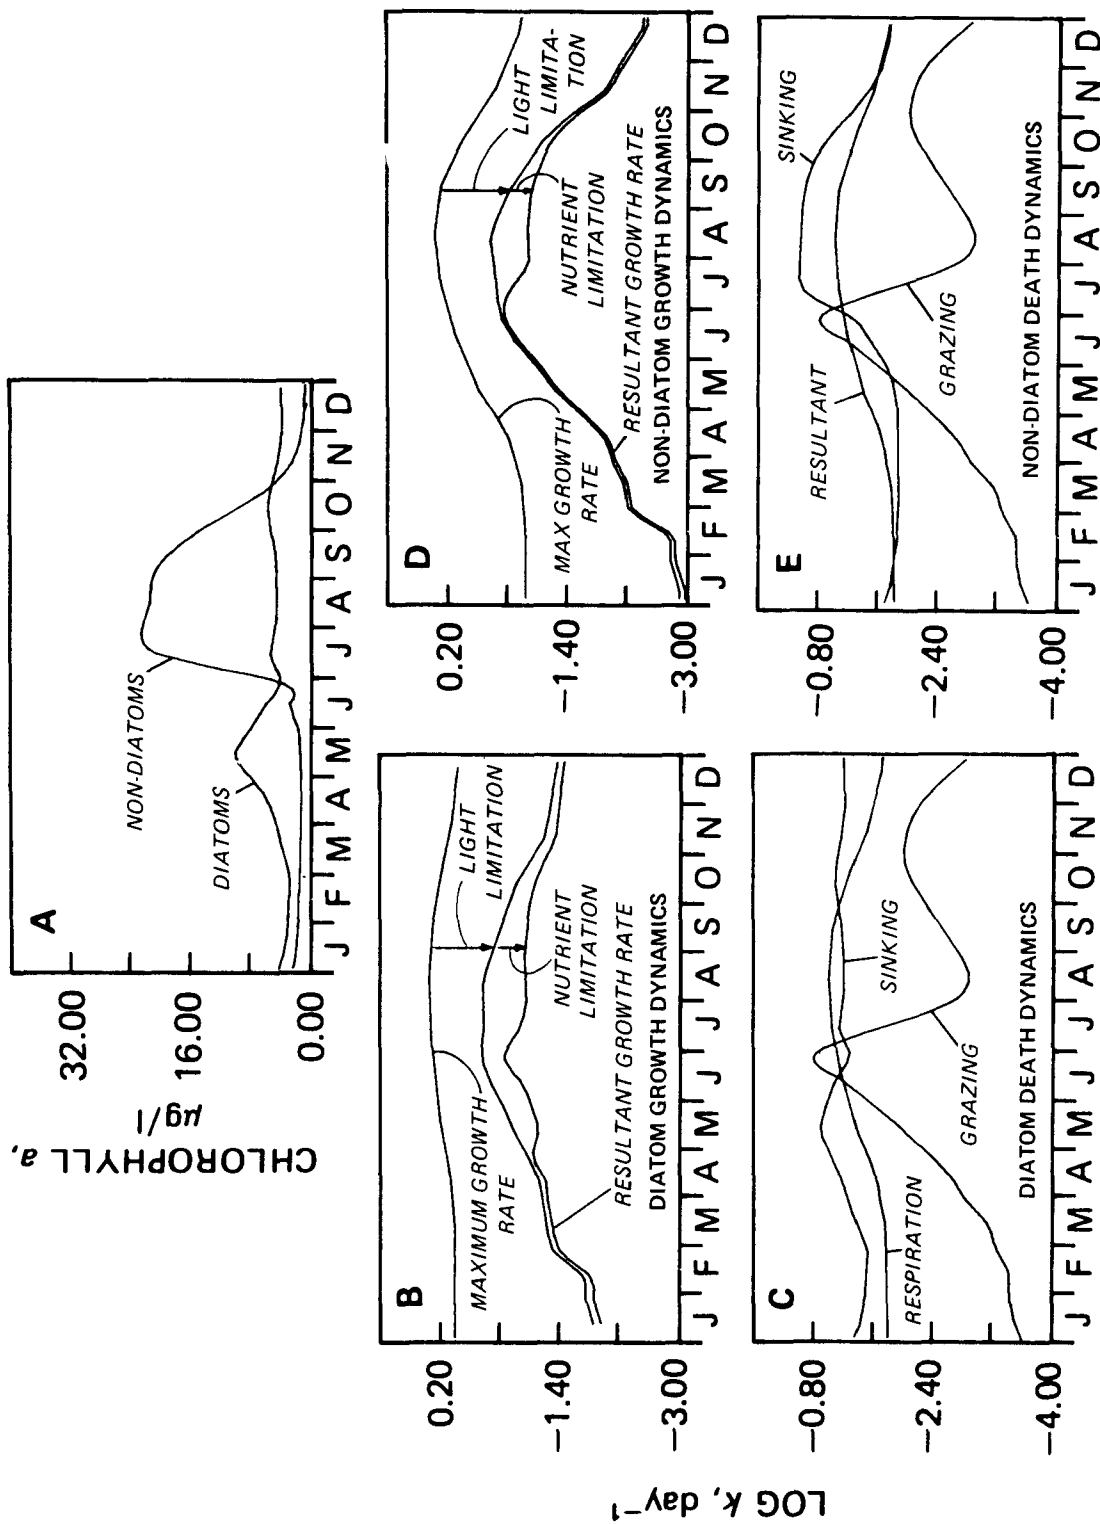 A
32.00
16.00
0.00
CHLOROPHYLL a,
µg/l
NON-DIATOMS
DIATOMS
J F M A M J J A S O N D
B
0.20
−1.40
−3.00
MAXIMUM GROWTH
RATE
LIGHT
LIMITATION
NUTRIENT
LIMITATION
RESULTANT GROWTH RATE
DIATOM GROWTH DYNAMICS
J F M A M J J A S O N D
D
0.20
−1.40
−3.00
MAX GROWTH
RATE
LIGHT
LIMITA-
TION
NUTRIENT
LIMITATION
RESULTANT GROWTH RATE
NON-DIATOM GROWTH DYNAMICS
J F M A M J J A S O N D
LOG k, day−1
C
−0.80
−2.40
−4.00
RESPIRATION
SINKING
GRAZING
DIATOM DEATH DYNAMICS
J F M A M J J A S O N D
E
−0.80
−2.40
−4.00
RESULTANT
SINKING
GRAZING
NON-DIATOM DEATH DYNAMICS
J F M A M J J A S O N D